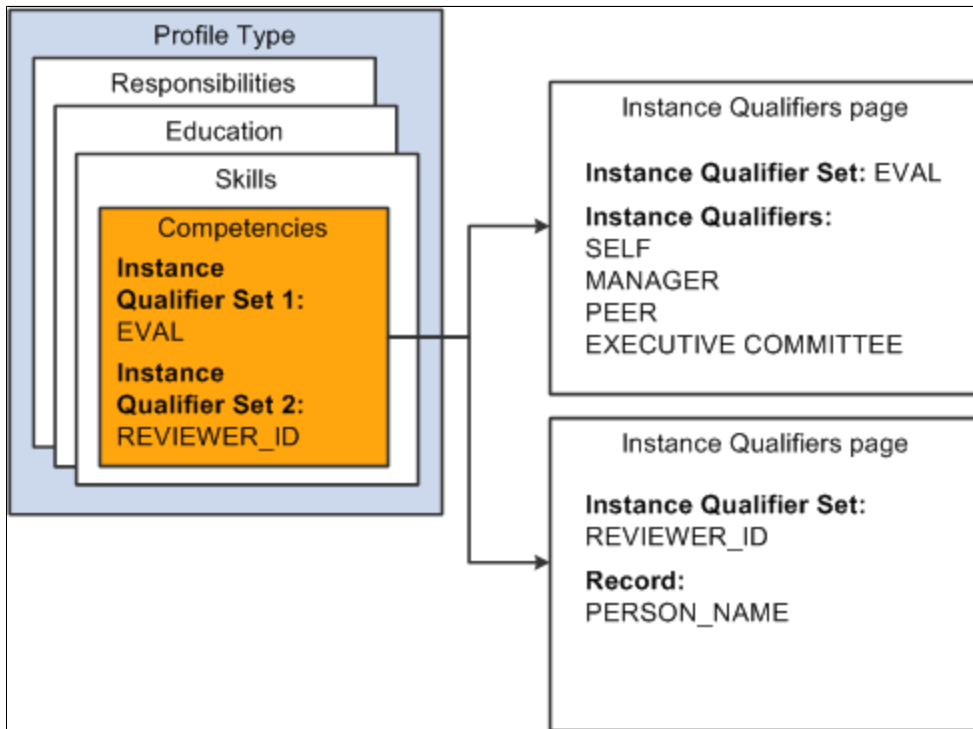 Profile Type
Responsibilities
Education
Skills
Competencies
Instance
Qualifier Set 1:
EVAL
Instance
Qualifier Set 2:
REVIEWER_ID
Instance Qualifiers page
Instance Qualifier Set: EVAL
Instance Qualifiers:
SELF
MANAGER
PEER
EXECUTIVE COMMITTEE
Instance Qualifiers page
Instance Qualifier Set:
REVIEWER_ID
Record:
PERSON_NAME